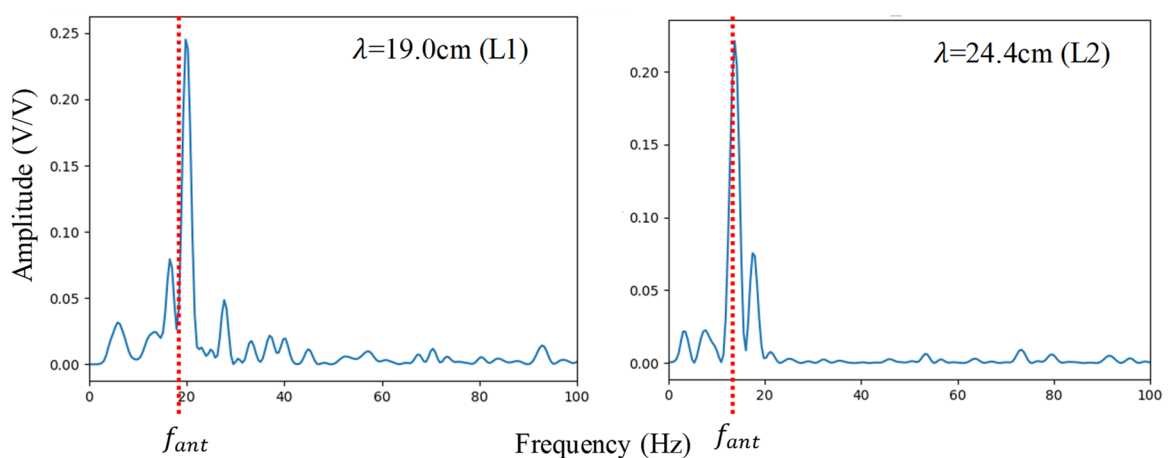 λ=19.0cm (L1)
λ=24.4cm (L2)
Amplitude (V/V)
0.25
0.20
0.15
0.10
0.05
0.00
0 20 40 60 80 100
0.20
0.15
0.10
0.05
0.00
0 20 40 60 80 100
f_ant
Frequency (Hz)
f_ant